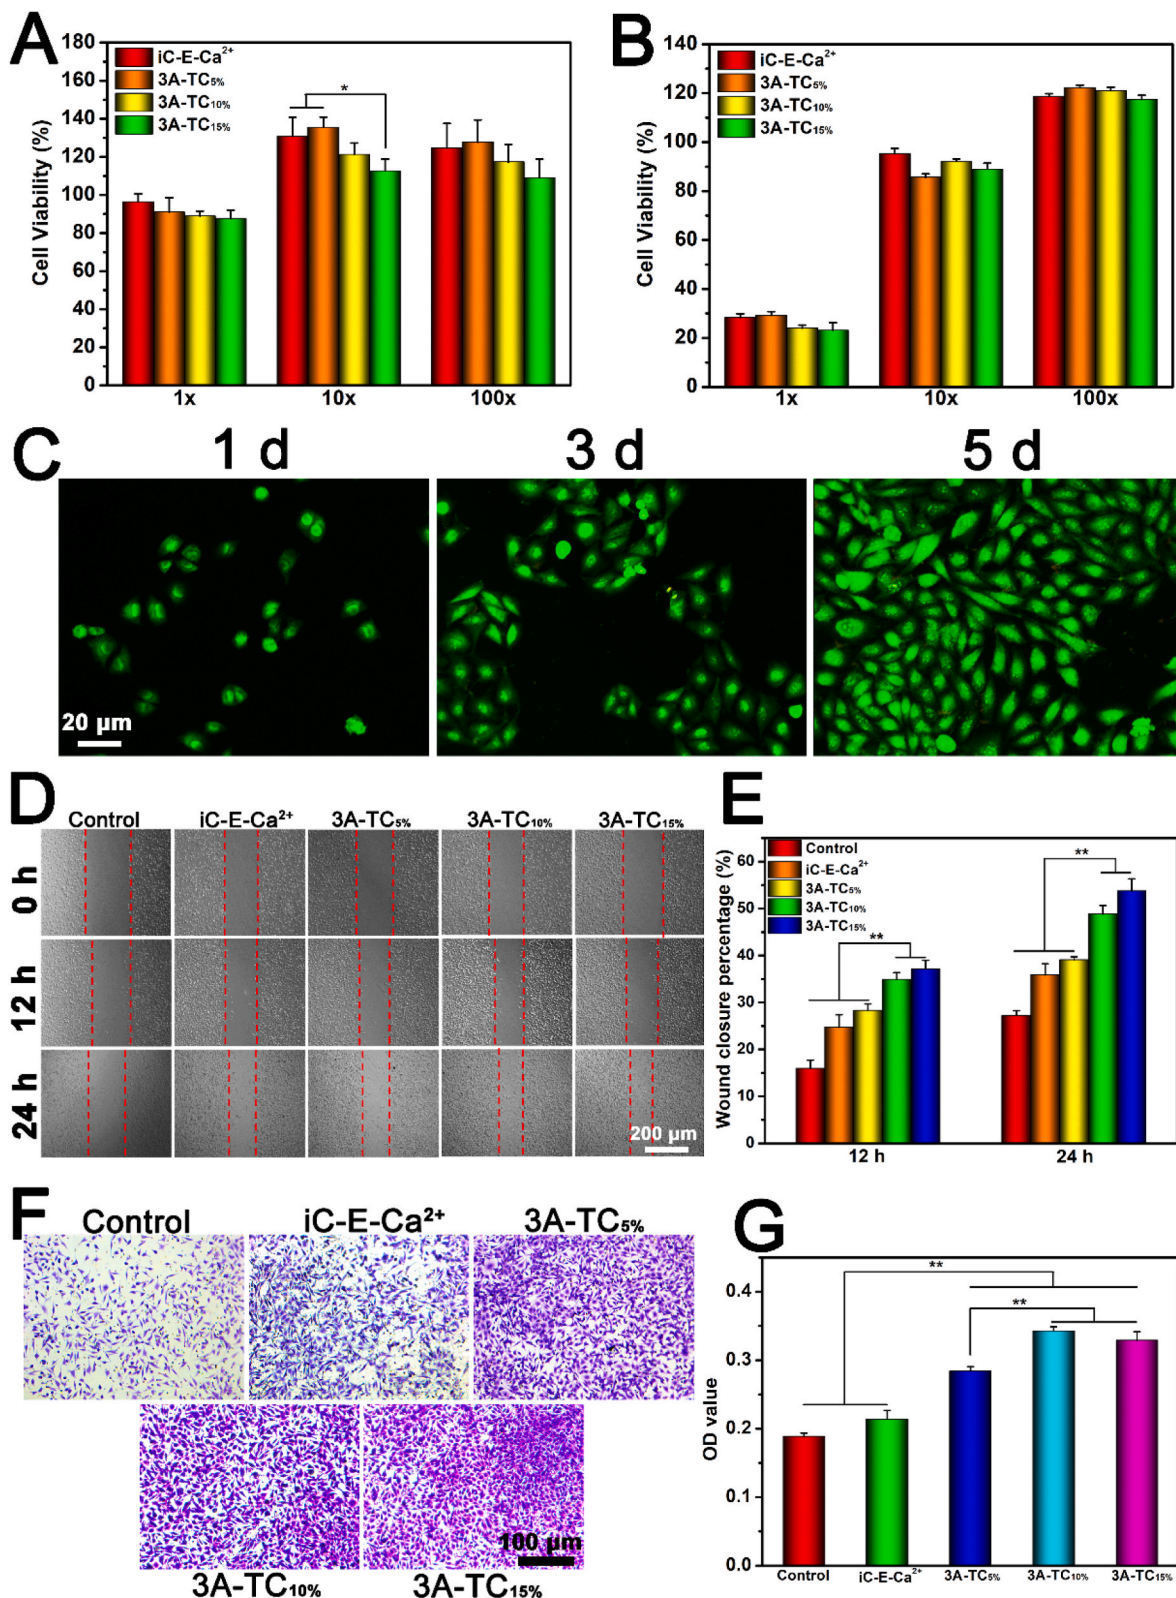 A
180
160
140
120
100
80
60
40
20
0
Cell Viability (%)
iC-E-Ca²⁺
3A-TC₅%
3A-TC₁₀%
3A-TC₁₅%
*
1x 10x 100x
B
140
120
100
80
60
40
20
0
Cell Viability (%)
iC-E-Ca²⁺
3A-TC₅%
3A-TC₁₀%
3A-TC₁₅%
1x 10x 100x
C
1 d 3 d 5 d
20 µm
D
Control iC-E-Ca²⁺ 3A-TC₅% 3A-TC₁₀% 3A-TC₁₅%
0 h
12 h
24 h
200 µm
E
60
50
40
30
20
10
0
Wound closure percentage (%)
Control
iC-E-Ca²⁺
3A-TC₅%
3A-TC₁₀%
3A-TC₁₅%
**
**
12 h 24 h
F
Control iC-E-Ca²⁺ 3A-TC₅%
100 µm
3A-TC₁₀% 3A-TC₁₅%
G
0.4
0.3
0.2
0.1
0.0
OD value
**
**
Control iC-E-Ca²⁺ 3A-TC₅% 3A-TC₁₀% 3A-TC₁₅%